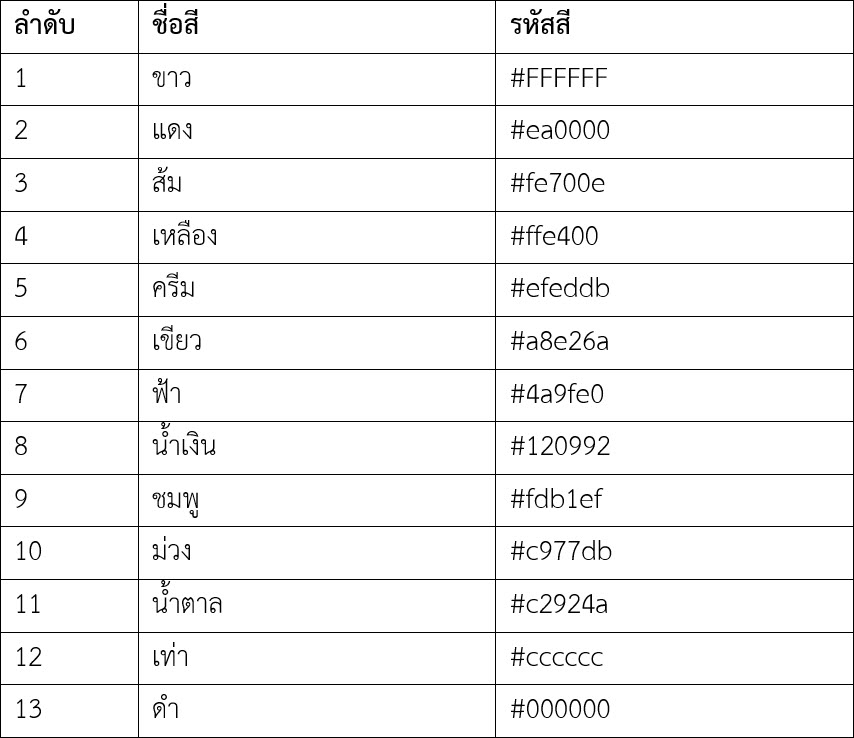 ลำดับ ชื่อสี รหัสสี
1 ขาว #FFFFFF
2 แดง #ea0000
3 ส้ม #fe700e
4 เหลือง #ffe400
5 ครีม #efeddb
6 เขียว #a8e26a
7 ฟ้า #4a9fe0
8 น้ำเงิน #120992
9 ชมพู #fdb1ef
10 ม่วง #c977db
11 น้ำตาล #c2924a
12 เท่า #cccccc
13 ดำ #000000